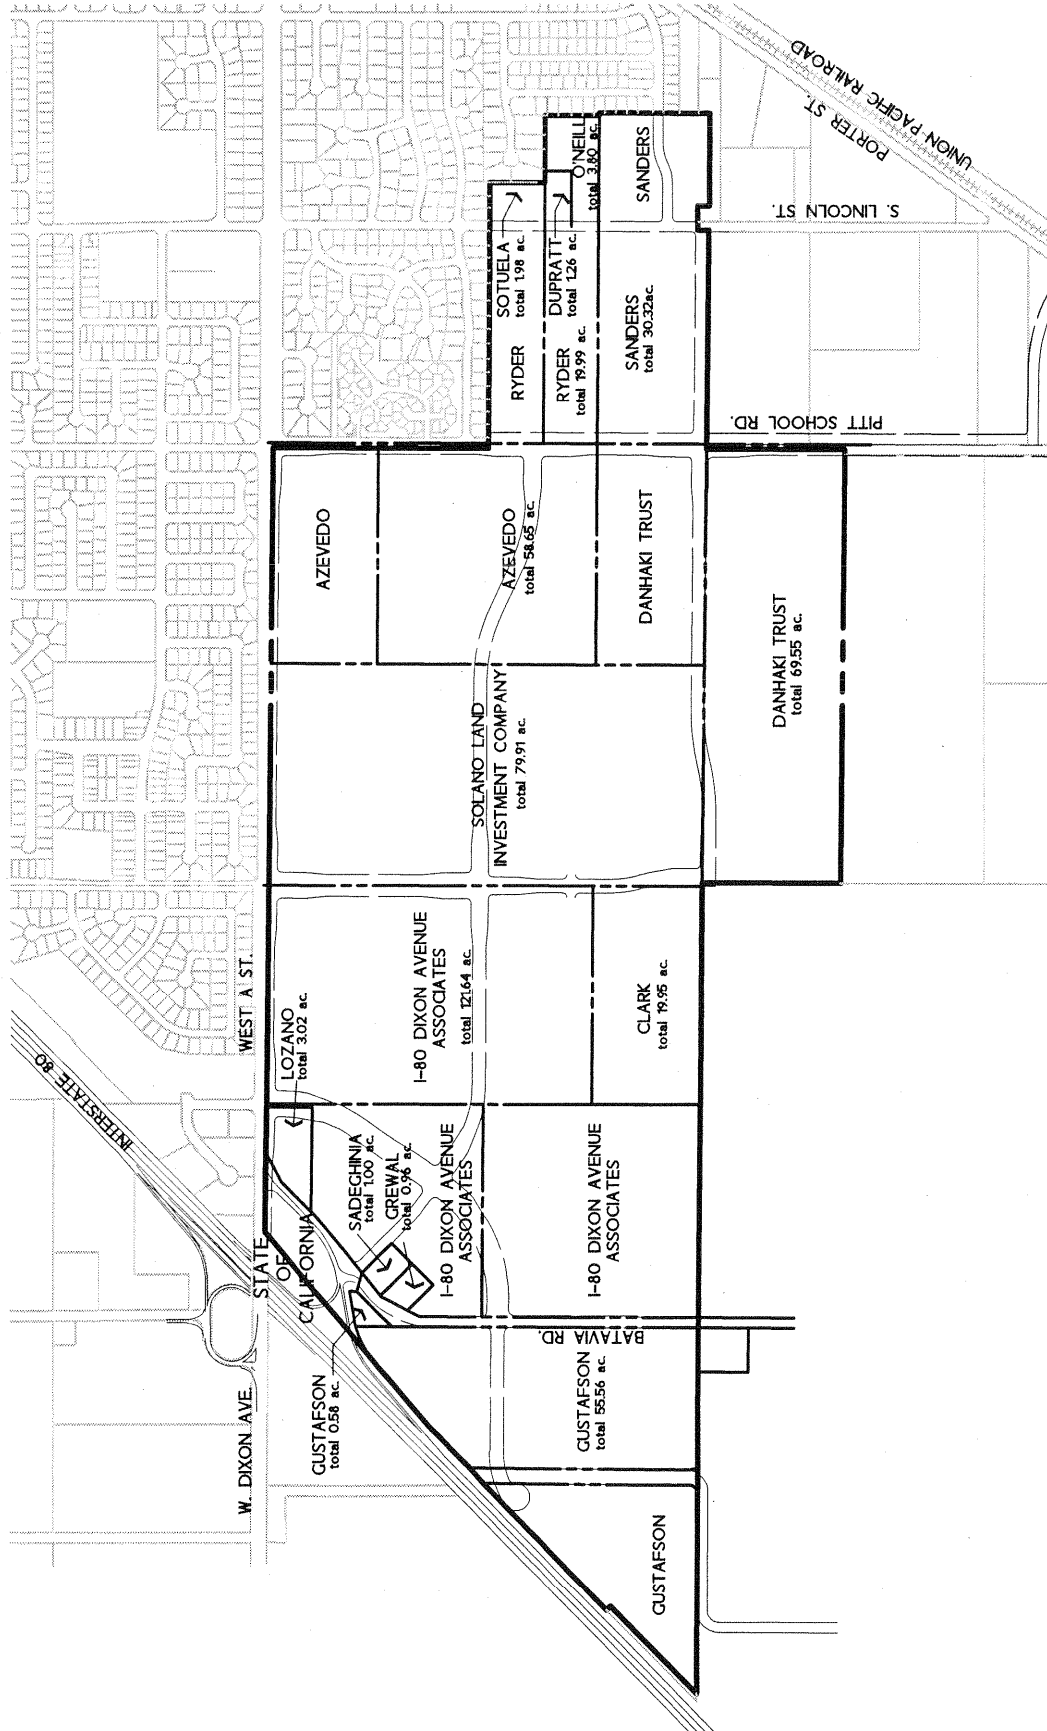 UNION PACIFIC RAILROAD
PORTER ST.
S. LINCOLN ST.
O'NEILL
total 3.80 ac.
SANDERS
SOTUELA
total 1.98 ac.
DUPRATT
total 1.26 ac.
RYDER
RYDER
total 19.99 ac.
SANDERS
total 30.32ac.
PITT SCHOOL RD.
AZEVEDO
AZEVEDO
total 58.65 ac.
DANHAKI TRUST
DANHAKI TRUST
total 69.55 ac.
SOLANO LAND
INVESTMENT COMPANY
total 79.91 ac.
WEST A ST.
INTERSTATE 80
LOZANO
total 3.02 ac.
I-80 DIXON AVENUE
ASSOCIATES
total 121.64 ac.
CLARK
total 19.95 ac.
SADEGHINIA
total 1.00 ac.
GREWAL
total 0.96 ac.
I-80 DIXON AVENUE
ASSOCIATES
I-80 DIXON AVENUE
ASSOCIATES
STATE
OF
CALIFORNIA
BATAVIA RD.
W. DIXON AVE.
GUSTAFSON
total 0.58 ac.
GUSTAFSON
total 55.56 ac.
GUSTAFSON